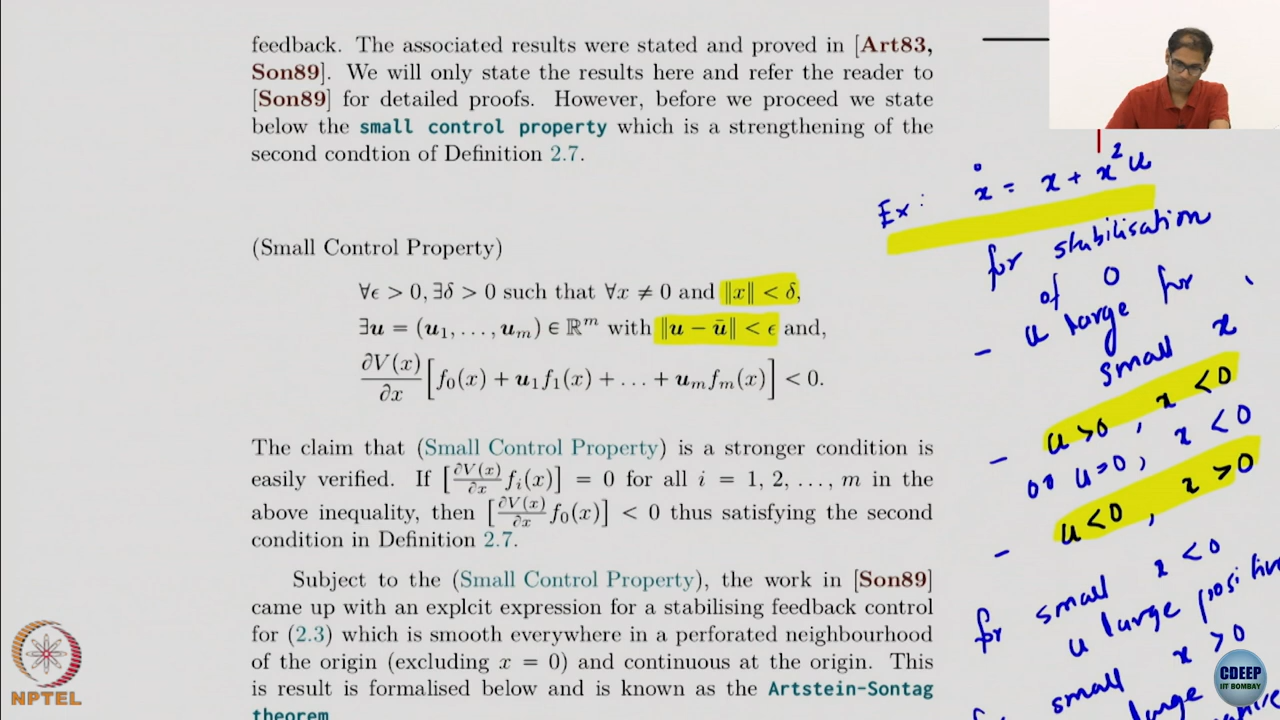 feedback. The associated results were stated and proved in [Art83,
Son89]. We will only state the results here and refer the reader to
[Son89] for detailed proofs. However, before we proceed we state
below the small control property which is a strengthening of the
second condtion of Definition 2.7.
(Small Control Property)
∀ϵ > 0, ∃δ > 0 such that ∀x ≠ 0 and ‖x‖ < δ,
∃u = (u₁, . . . , uₘ) ∈ ℝᵐ with ‖u − ū‖ < ϵ and,
∂V(x)/∂x [f₀(x) + u₁f₁(x) + . . . + uₘfₘ(x)] < 0.
The claim that (Small Control Property) is a stronger condition is
easily verified. If [∂V(x)/∂x fᵢ(x)] = 0 for all i = 1, 2, . . . , m in the
above inequality, then [∂V(x)/∂x f₀(x)] < 0 thus satisfying the second
condition in Definition 2.7.
Subject to the (Small Control Property), the work in [Son89]
came up with an explcit expression for a stabilising feedback control
for (2.3) which is smooth everywhere in a perforated neighbourhood
of the origin (excluding x = 0) and continuous at the origin. This
is result is formalised below and is known as the Artstein-Sontag
theorem
Ex: ẋ = x + x²u
for stabilisation
of 0
- u large for
small x
- u>0, x<0
or u=0, x<0
- u<0, x>0
for small x<0
u large positive
small x>0
large
NPTEL
CDEEP
IIT BOMBAY